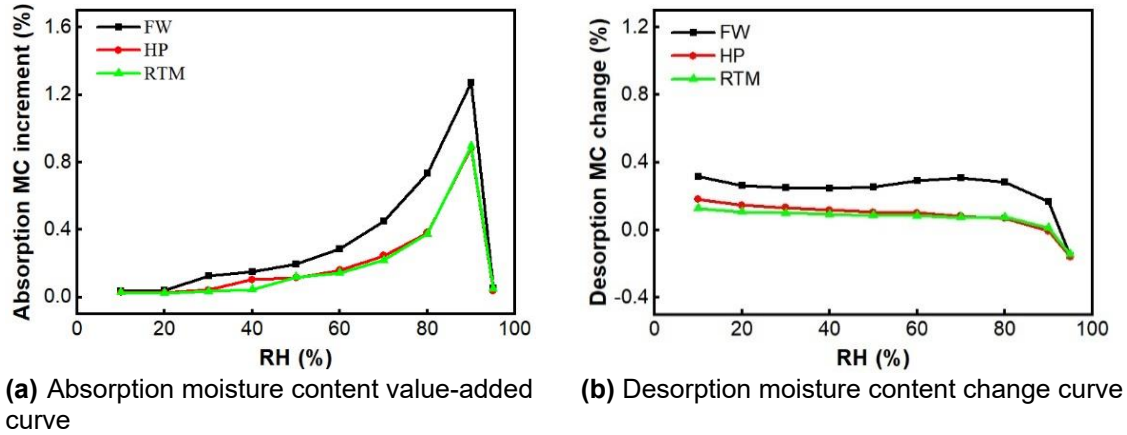 Absorption MC increment (%)
1.6
1.2
0.8
0.4
0.0
FW
HP
RTM
0
20
40
60
80
100
RH (%)
(a) Absorption moisture content value-added
curve
Desorption MC change (%)
1.2
0.8
0.4
0.0
-0.4
FW
HP
RTM
0
20
40
60
80
100
RH (%)
(b) Desorption moisture content change curve